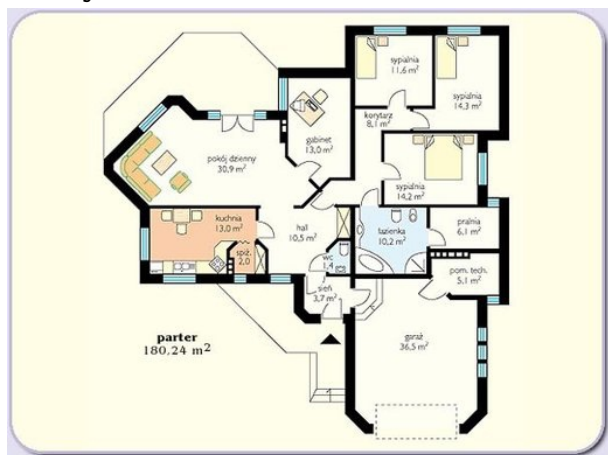 sypialnia
11,6 m²
sypialnia
14,3 m²
korytarz
8,1 m²
gabinet
13,0 m²
pokój dzienny
30,9 m²
sypialnia
14,2 m²
kuchnia
13,0 m²
hall
10,5 m²
łazienka
10,2 m²
pralnia
6,1 m²
spiż.
2,0
wc
1,4
pom. tech.
5,1 m²
sień
3,7 m²
garaż
36,5 m²
parter
180,24 m²